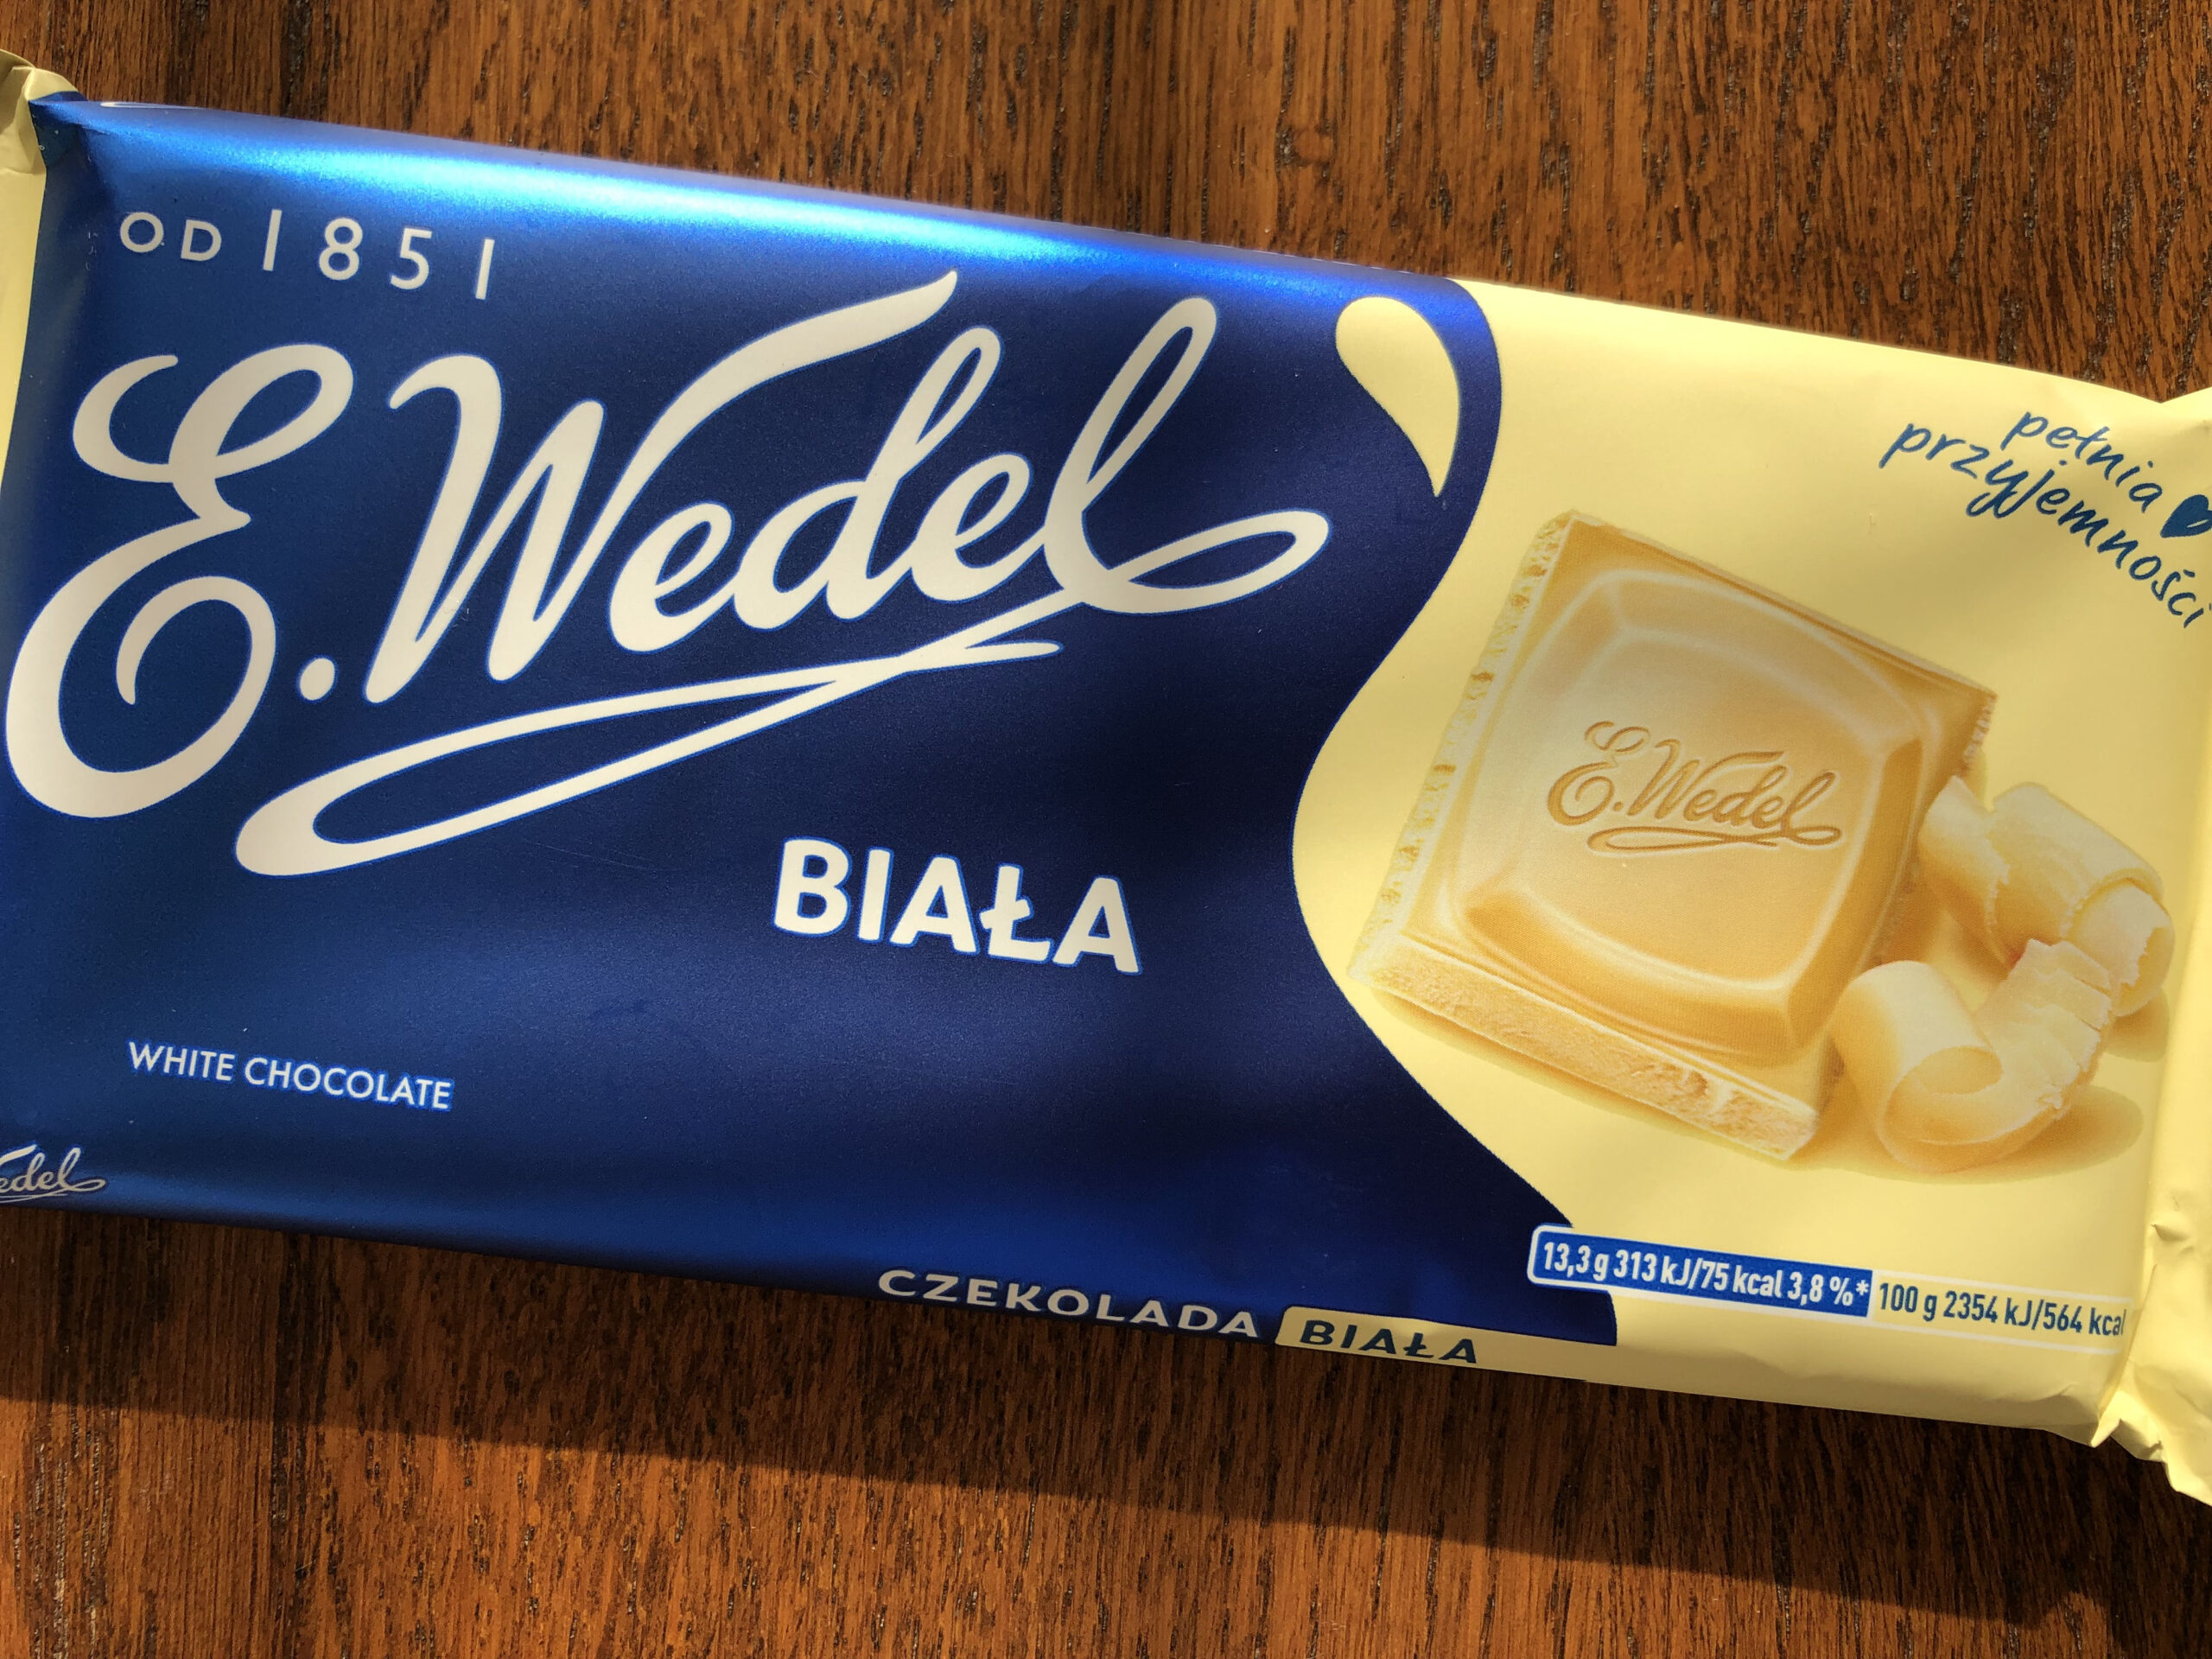 OD 1851
E. Wedel
BIAŁA
WHITE CHOCOLATE
pełnia
przyjemności
E. Wedel
13,3 g 313 kJ/75 kcal 3,8 %* 100 g 2354 kJ/564 kcal
CZEKOLADA BIAŁA